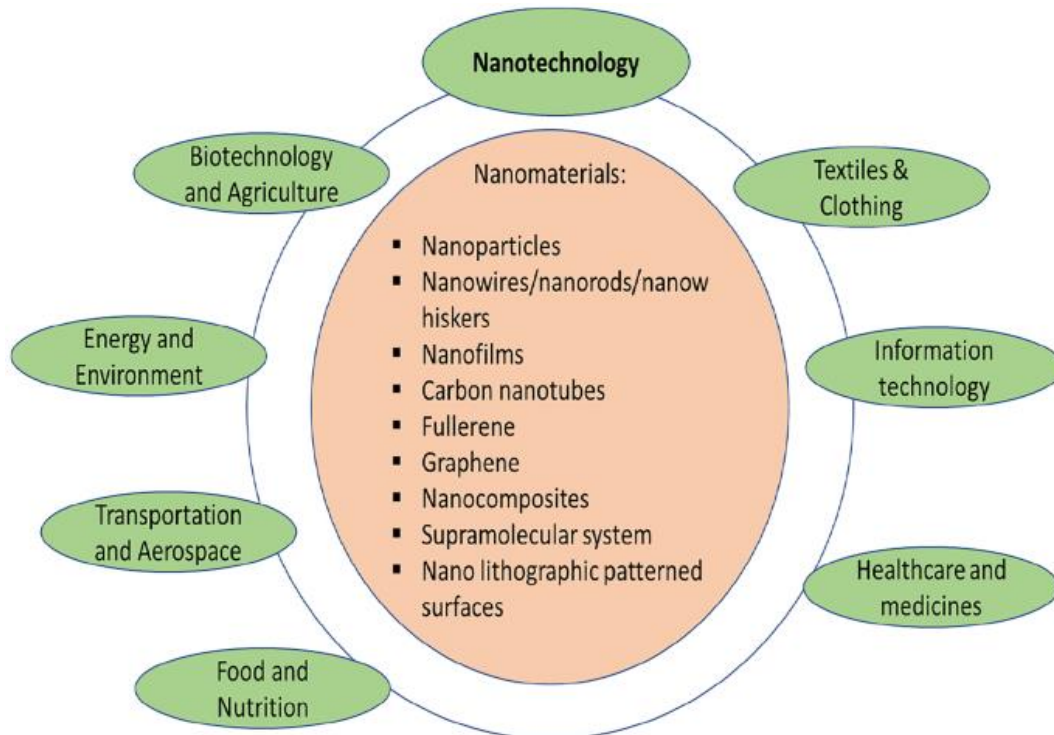 Nanotechnology
Biotechnology
and Agriculture
Textiles &
Clothing
Nanomaterials:
▪ Nanoparticles
▪ Nanowires/nanorods/nanow
hiskers
▪ Nanofilms
▪ Carbon nanotubes
▪ Fullerene
▪ Graphene
▪ Nanocomposites
▪ Supramolecular system
▪ Nano lithographic patterned
surfaces
Energy and
Environment
Information
technology
Transportation
and Aerospace
Healthcare and
medicines
Food and
Nutrition